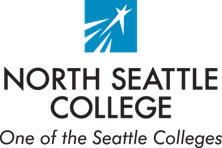 NORTH SEATTLE
COLLEGE
One of the Seattle Colleges